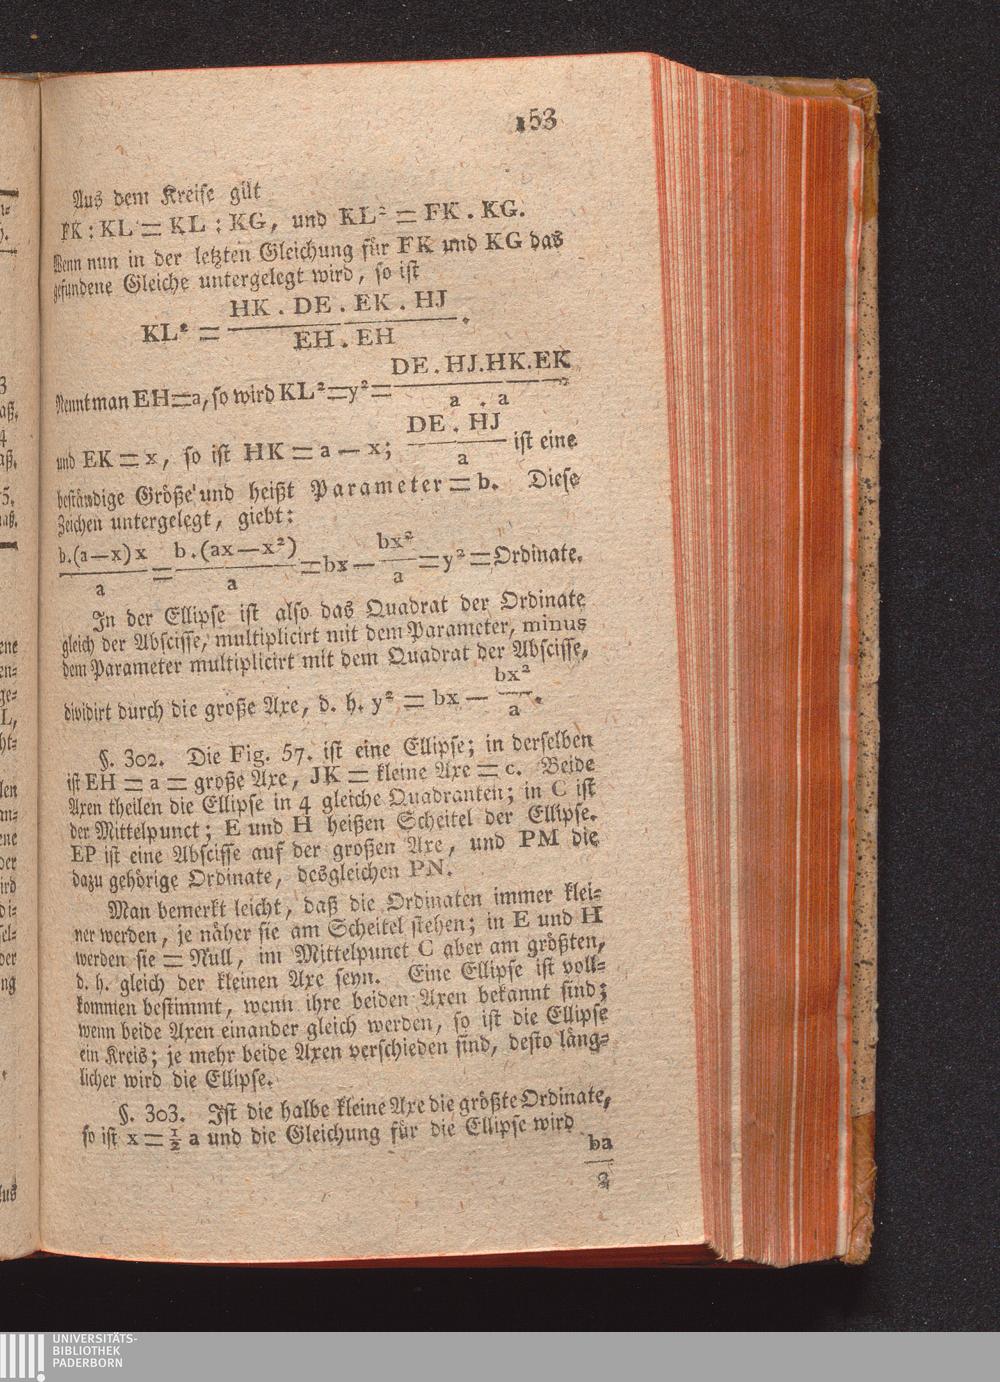 153
Aus dem Kreise gilt
FK : KL = KL : KG, und KL² = FK . KG.
Wenn nun in der letzten Gleichung für FK und KG das
gefundene Gleiche untergelegt wird, so ist
KL² = HK . DE . EK . HJ / EH . EH .
Nennt man EH=a, so wird KL²=y²= DE.HJ.HK.EK / a . a
und EK = x, so ist HK = a — x; DE . HJ / a ist eine
beständige Größe und heißt Parameter = b. Diese
Zeichen untergelegt, giebt:
b.(a—x)x / a = b.(ax—x²) / a =bx— bx² / a =y²=Ordinate.
In der Ellipse ist also das Quadrat der Ordinate
gleich der Abscisse, multiplicirt mit dem Parameter, minus
dem Parameter multiplicirt mit dem Quadrat der Abscisse,
dividirt durch die große Axe, d. h. y² = bx — bx² / a .
§. 302. Die Fig. 57. ist eine Ellipse; in derselben
ist EH = a = große Axe, JK = kleine Axe = c. Beide
Axen theilen die Ellipse in 4 gleiche Quadranten; in C ist
der Mittelpunct; E und H heißen Scheitel der Ellipse.
EP ist eine Abscisse auf der großen Axe, und PM die
dazu gehörige Ordinate, desgleichen PN.
Man bemerkt leicht, daß die Ordinaten immer klei-
ner werden, je näher sie am Scheitel stehen; in E und H
werden sie = Null, im Mittelpunct C aber am größten,
d. h. gleich der kleinen Axe seyn. Eine Ellipse ist voll-
kommen bestimmt, wenn ihre beiden Axen bekannt sind;
wenn beide Axen einander gleich werden, so ist die Ellipse
ein Kreis; je mehr beide Axen verschieden sind, desto läng-
licher wird die Ellipse.
§. 303. Ist die halbe kleine Axe die größte Ordinate,
so ist x = ½ a und die Gleichung für die Ellipse wird
ba / 2
UNIVERSITÄTS-
BIBLIOTHEK
PADERBORN